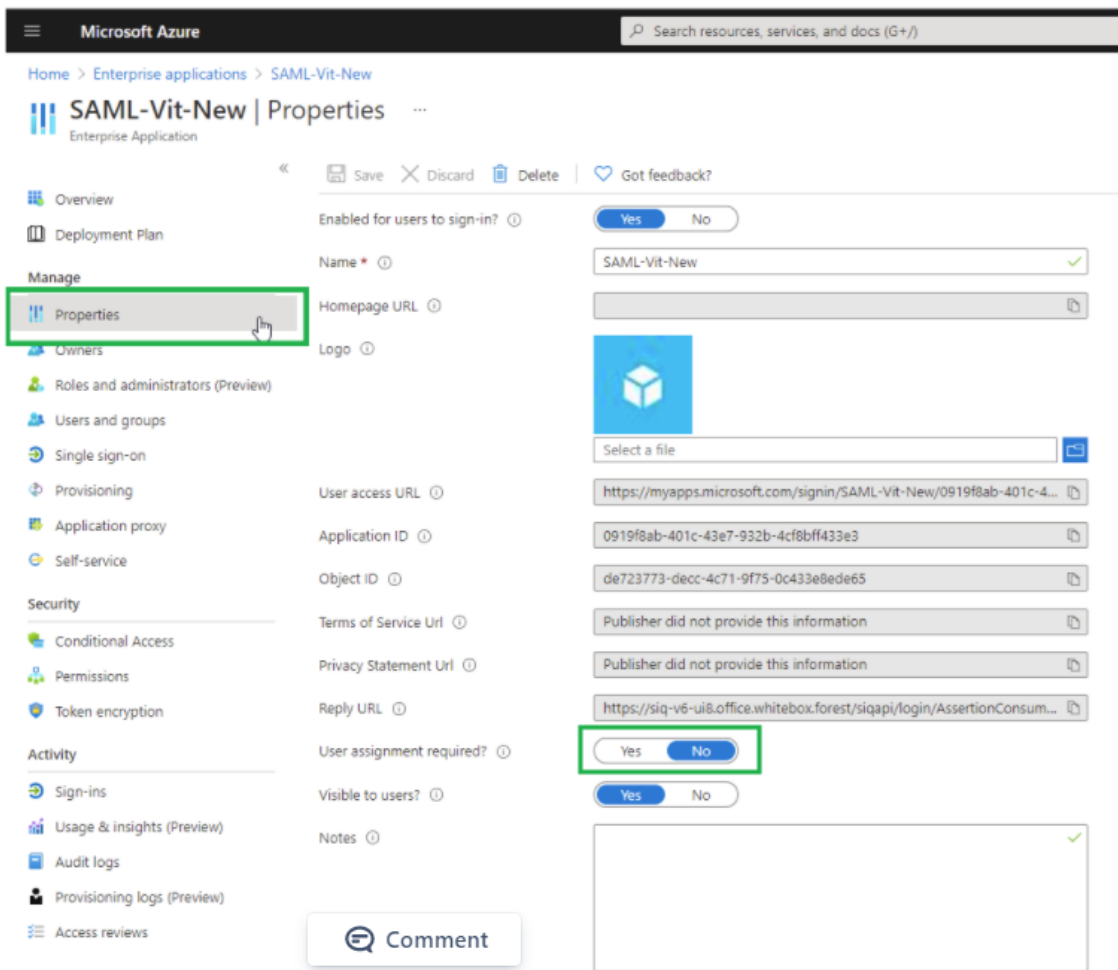 Microsoft Azure
Search resources, services, and docs (G+/)
Home > Enterprise applications > SAML-Vit-New
SAML-Vit-New | Properties ...
Enterprise Application
«
Save Discard Delete Got feedback?
Overview
Deployment Plan
Manage
Properties
Owners
Roles and administrators (Preview)
Users and groups
Single sign-on
Provisioning
Application proxy
Self-service
Security
Conditional Access
Permissions
Token encryption
Activity
Sign-ins
Usage & insights (Preview)
Audit logs
Provisioning logs (Preview)
Access reviews
Enabled for users to sign-in? Yes No
Name * SAML-Vit-New
Homepage URL
Logo
Select a file
User access URL https://myapps.microsoft.com/signin/SAML-Vit-New/0919f8ab-401c-4...
Application ID 0919f8ab-401c-43e7-932b-4cf8bff433e3
Object ID de723773-decc-4c71-9f75-0c433e8ede65
Terms of Service Url Publisher did not provide this information
Privacy Statement Url Publisher did not provide this information
Reply URL https://siq-v6-ui8.office.whitebox.forest/siqapi/login/AssertionConsum...
User assignment required? Yes No
Visible to users? Yes No
Notes
Comment